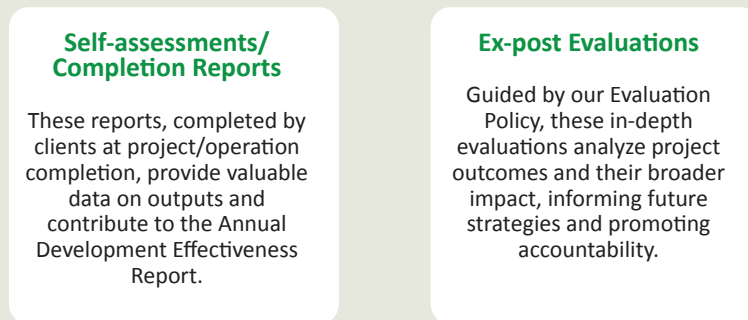 Self-assessments/
Completion Reports
These reports, completed by
clients at project/operation
completion, provide valuable
data on outputs and
contribute to the Annual
Development Effectiveness
Report.
Ex-post Evaluations
Guided by our Evaluation
Policy, these in-depth
evaluations analyze project
outcomes and their broader
impact, informing future
strategies and promoting
accountability.